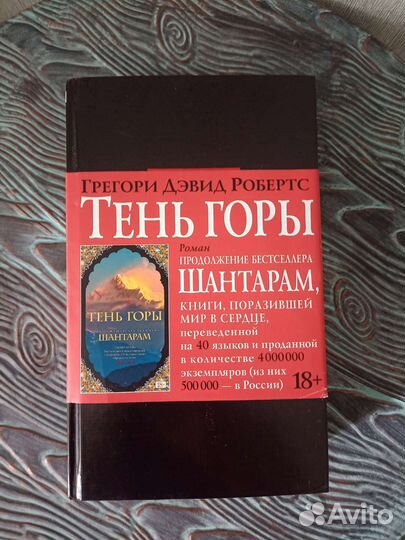 Грегори Дэвид Робертс
Тень горы
Роман
продолжение бестселлера
Шантарам,
книги, поразившей
мир в сердце,
переведенной
на 40 языков и проданной
в количестве 4 000 000
экземпляров (из них
500 000 — в России)
18+
Тень горы
Шантарам
Avito